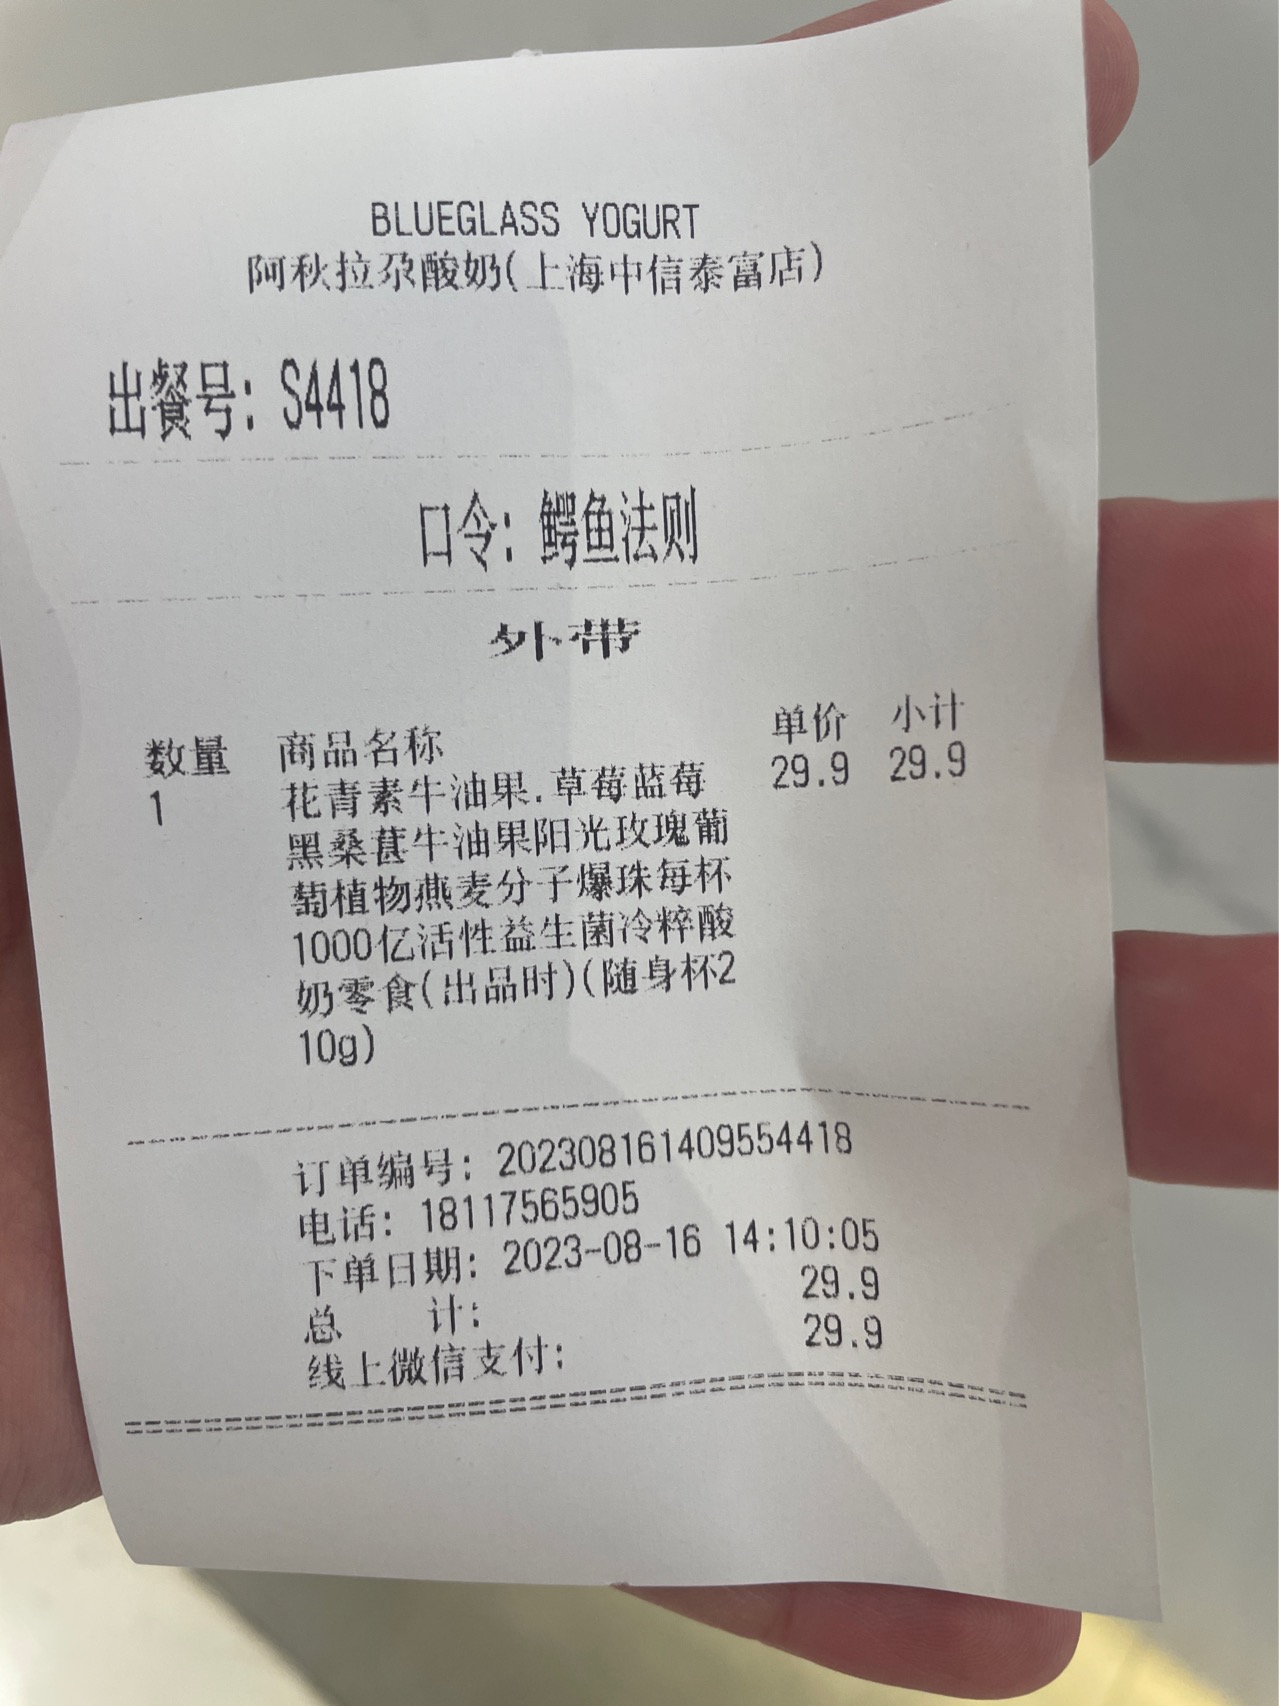 BLUEGLASS YOGURT
阿秋拉尕酸奶(上海中信泰富店)
出餐号: S4418
口令: 鳄鱼法则
外带
数量 商品名称 单价 小计
1 花青素牛油果.草莓蓝莓 29.9 29.9
黑桑葚牛油果阳光玫瑰葡
萄植物燕麦分子爆珠每杯
1000亿活性益生菌冷粹酸
奶零食(出品时)(随身杯2
10g)
订单编号: 202308161409554418
电话: 18117565905
下单日期: 2023-08-16 14:10:05
总 计: 29.9
线上微信支付: 29.9